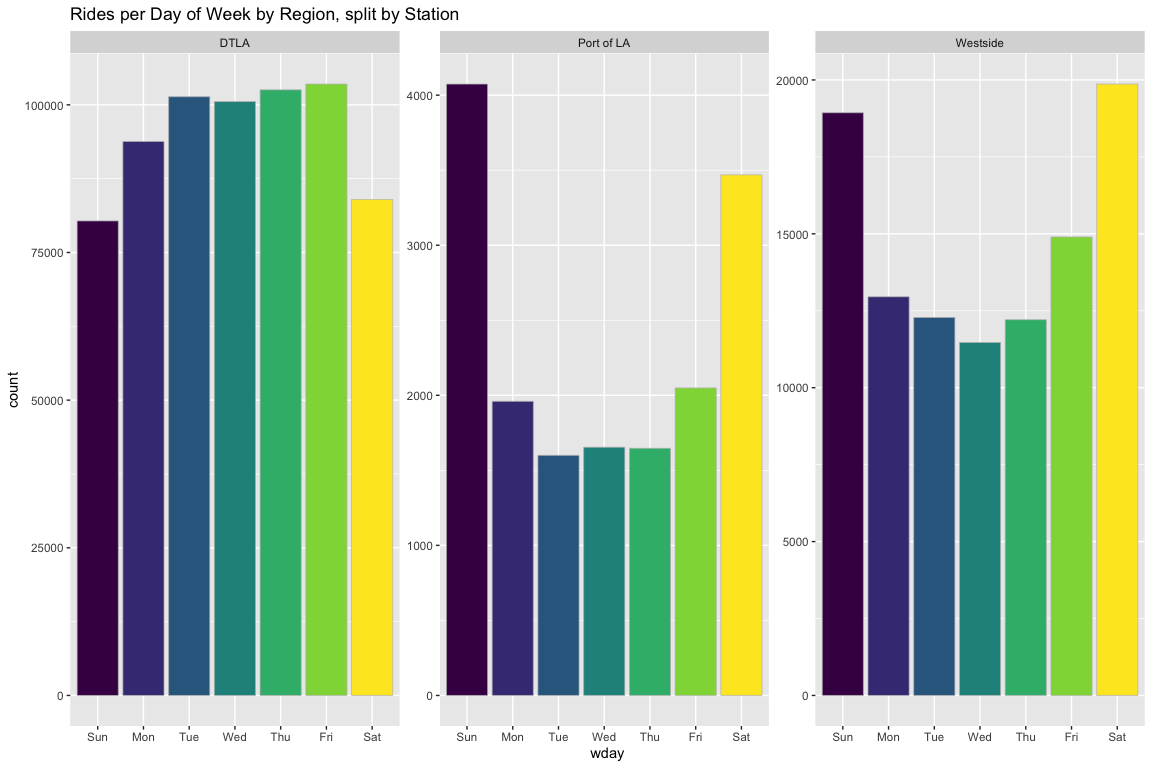 Rides per Day of Week by Region, split by Station
DTLA
Port of LA
Westside
count
100000
75000
50000
25000
0
4000
3000
2000
1000
0
20000
15000
10000
5000
0
Sun Mon Tue Wed Thu Fri Sat
Sun Mon Tue Wed Thu Fri Sat
Sun Mon Tue Wed Thu Fri Sat
wday